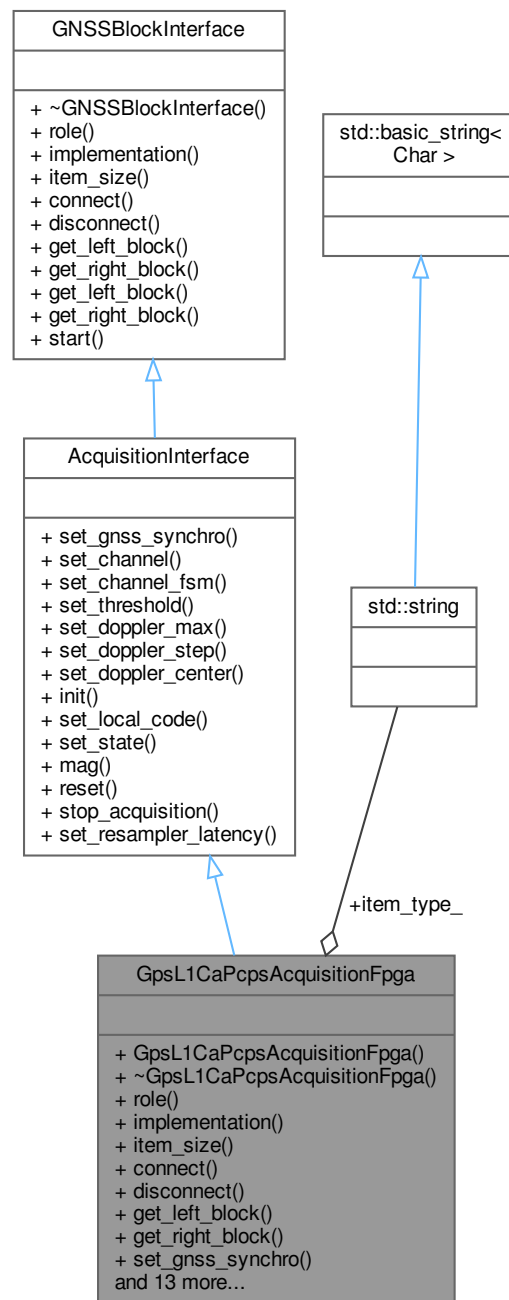 GNSSBlockInterface
+ ~GNSSBlockInterface()
+ role()
+ implementation()
+ item_size()
+ connect()
+ disconnect()
+ get_left_block()
+ get_right_block()
+ get_left_block()
+ get_right_block()
+ start()
std::basic_string<
Char >
AcquisitionInterface
+ set_gnss_synchro()
+ set_channel()
+ set_channel_fsm()
+ set_threshold()
+ set_doppler_max()
+ set_doppler_step()
+ set_doppler_center()
+ init()
+ set_local_code()
+ set_state()
+ mag()
+ reset()
+ stop_acquisition()
+ set_resampler_latency()
std::string
+item_type_
GpsL1CaPcpsAcquisitionFpga
+ GpsL1CaPcpsAcquisitionFpga()
+ ~GpsL1CaPcpsAcquisitionFpga()
+ role()
+ implementation()
+ item_size()
+ connect()
+ disconnect()
+ get_left_block()
+ get_right_block()
+ set_gnss_synchro()
and 13 more...